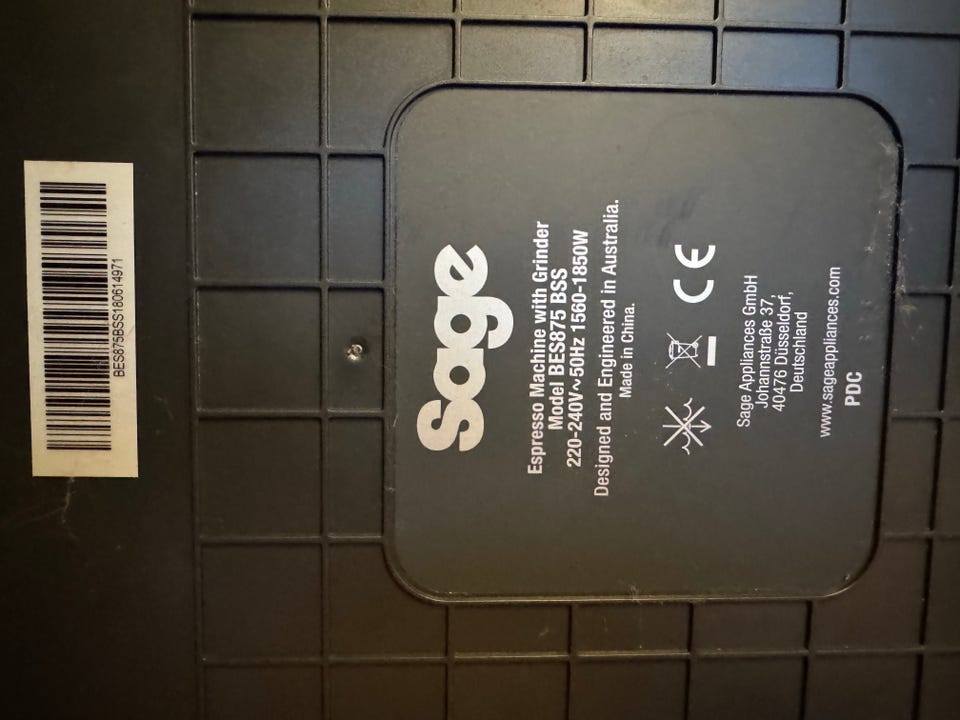 BES875BSS180614971
Sage
Espresso Machine with Grinder
Model BES875 BSS
220-240V~50Hz 1560-1850W
Designed and Engineered in Australia.
Made in China.
CE
Sage Appliances GmbH
Johannstraße 37,
40476 Düsseldorf,
Deutschland
www.sageappliances.com
PDC